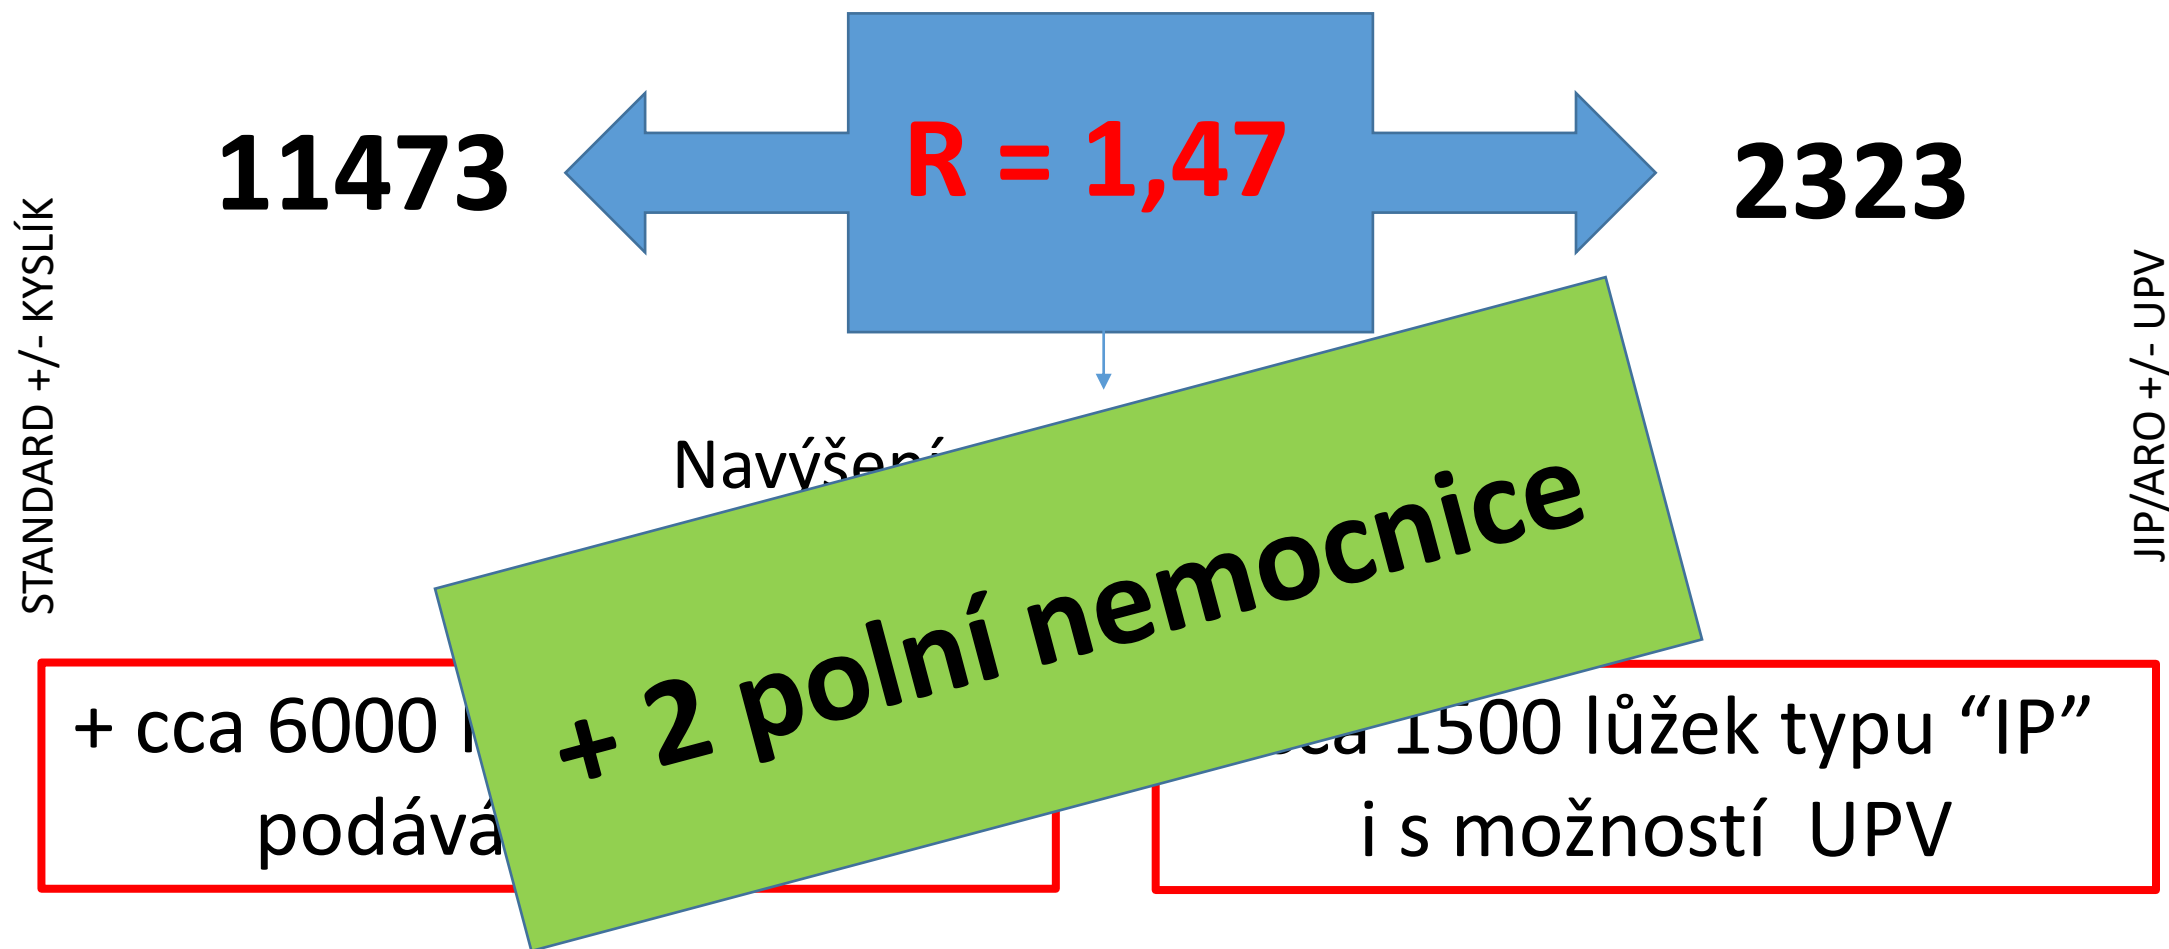 R = 1,47
11473
2323
STANDARD +/- KYSLÍK
JIP/ARO +/- UPV
Navýšení
+ 2 polní nemocnice
+ cca 6000
1500 lůžek typu “IP”
i s možností UPV